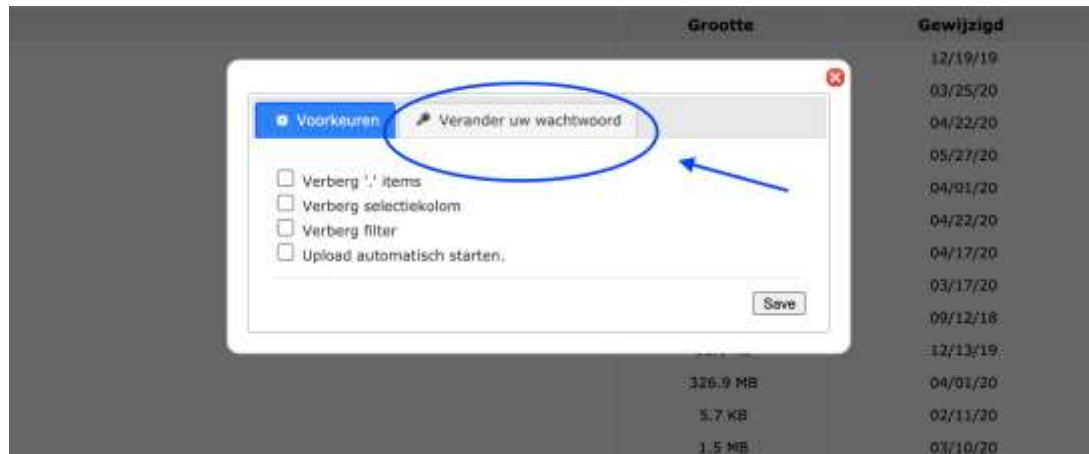 Grootte Gewijzigd
12/19/19
03/25/20
Voorkeuren Verander uw wachtwoord
04/22/20
05/27/20
Verberg '.' items
04/01/20
Verberg selectiekolom
04/22/20
Verberg filter
Upload automatisch starten.
04/17/20
03/17/20
Save
09/12/18
12/13/19
326.9 MB 04/01/20
5.7 KB 02/11/20
1.5 MB 03/10/20